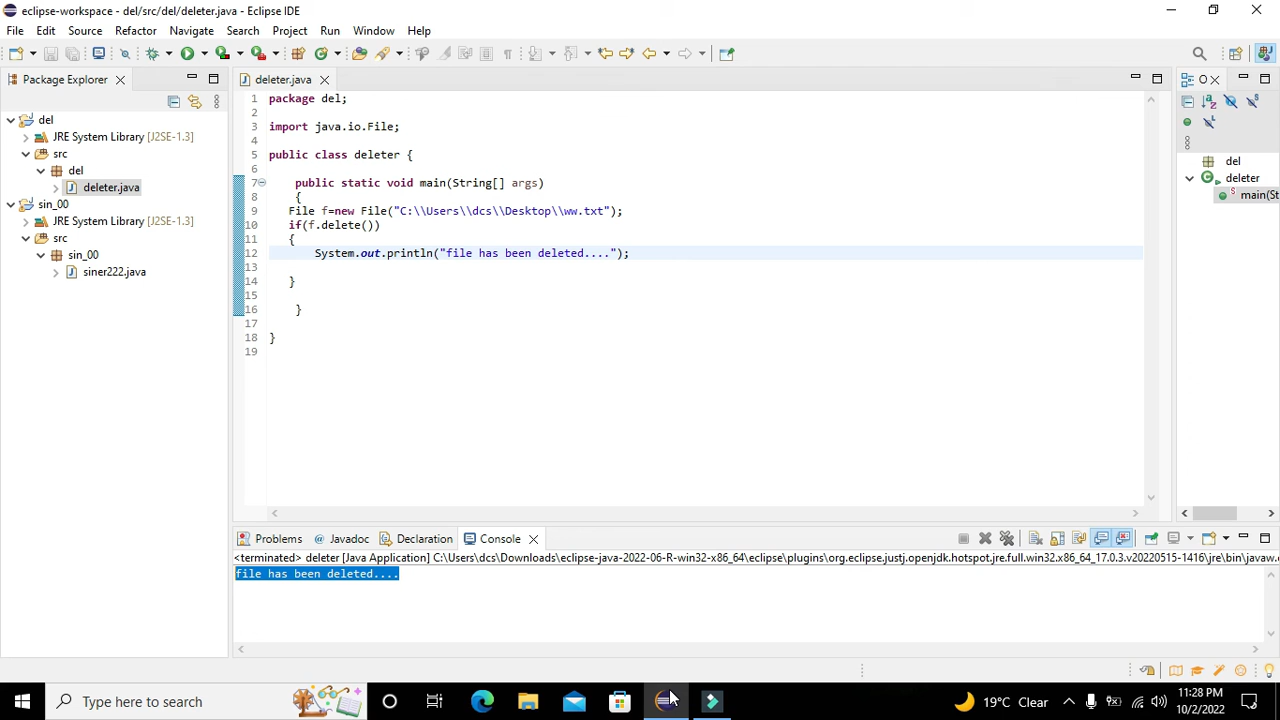 eclipse-workspace - del/src/del/deleter.java - Eclipse IDE
File Edit Source Refactor Navigate Search Project Run Window Help
Package Explorer
del
JRE System Library [J2SE-1.3]
src
del
deleter.java
sin_00
JRE System Library [J2SE-1.3]
src
sin_00
siner222.java
deleter.java
1 package del;
2
3 import java.io.File;
4
5 public class deleter {
6
7 public static void main(String[] args)
8 {
9 File f=new File("C:\\Users\\dcs\\Desktop\\ww.txt");
10 if(f.delete())
11 {
12 System.out.println("file has been deleted....");
13
14 }
15
16 }
17
18 }
19
O
del
deleter
main(St
Problems Javadoc Declaration Console
<terminated> deleter [Java Application] C:\Users\dcs\Downloads\eclipse-java-2022-06-R-win32-x86_64\eclipse\plugins\org.eclipse.justj.openjdk.hotspot.jre.full.win32.x86_64_17.0.3.v20220515-1416\jre\bin\javaw.e
file has been deleted....
Type here to search
19°C Clear
11:28 PM
10/2/2022